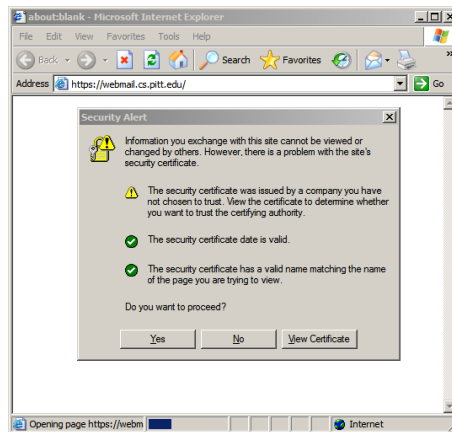 about:blank - Microsoft Internet Explorer
File Edit View Favorites Tools Help
Back Search Favorites »
Address https://webmail.cs.pitt.edu/ Go
Security Alert
Information you exchange with this site cannot be viewed or
changed by others. However, there is a problem with the site's
security certificate.
The security certificate was issued by a company you have
not chosen to trust. View the certificate to determine whether
you want to trust the certifying authority.
The security certificate date is valid.
The security certificate has a valid name matching the name
of the page you are trying to view.
Do you want to proceed?
Yes No View Certificate
Opening page https://webm Internet